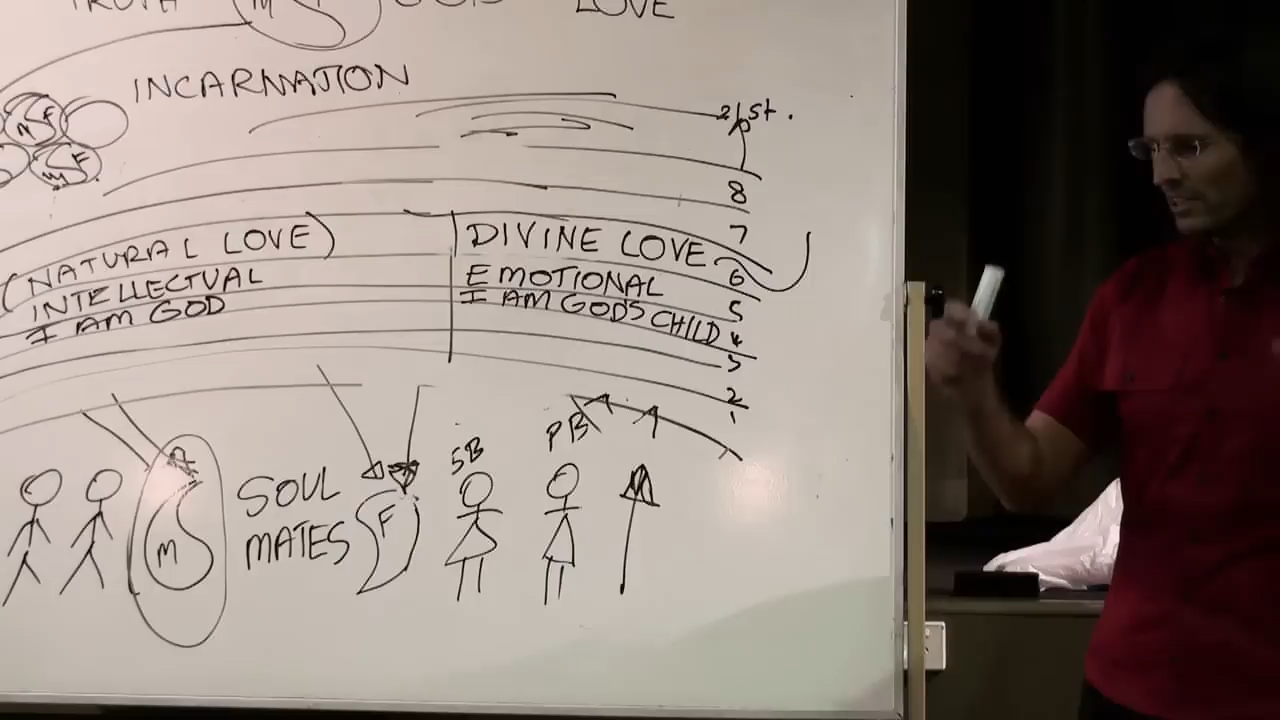 TRUTH GOD LOVE
M
INCARNATION
M F
M F
21st.
8
7
6
5
4
3
2
1
(NATURAL LOVE)
INTELLECTUAL
I AM GOD
DIVINE LOVE
EMOTIONAL
I AM GODS CHILD
SB
PB
SOUL
MATES
M
F